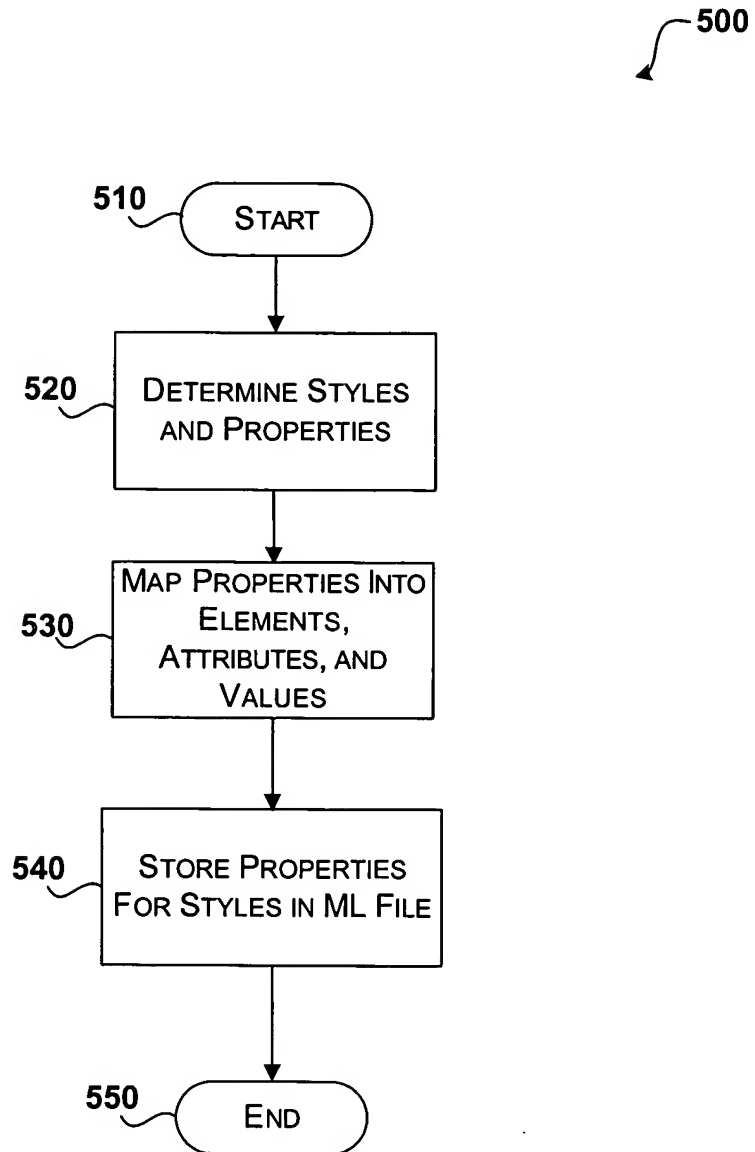 500
510
START
520
DETERMINE STYLES
AND PROPERTIES
530
MAP PROPERTIES INTO
ELEMENTS,
ATTRIBUTES, AND
VALUES
540
STORE PROPERTIES
FOR STYLES IN ML FILE
550
END